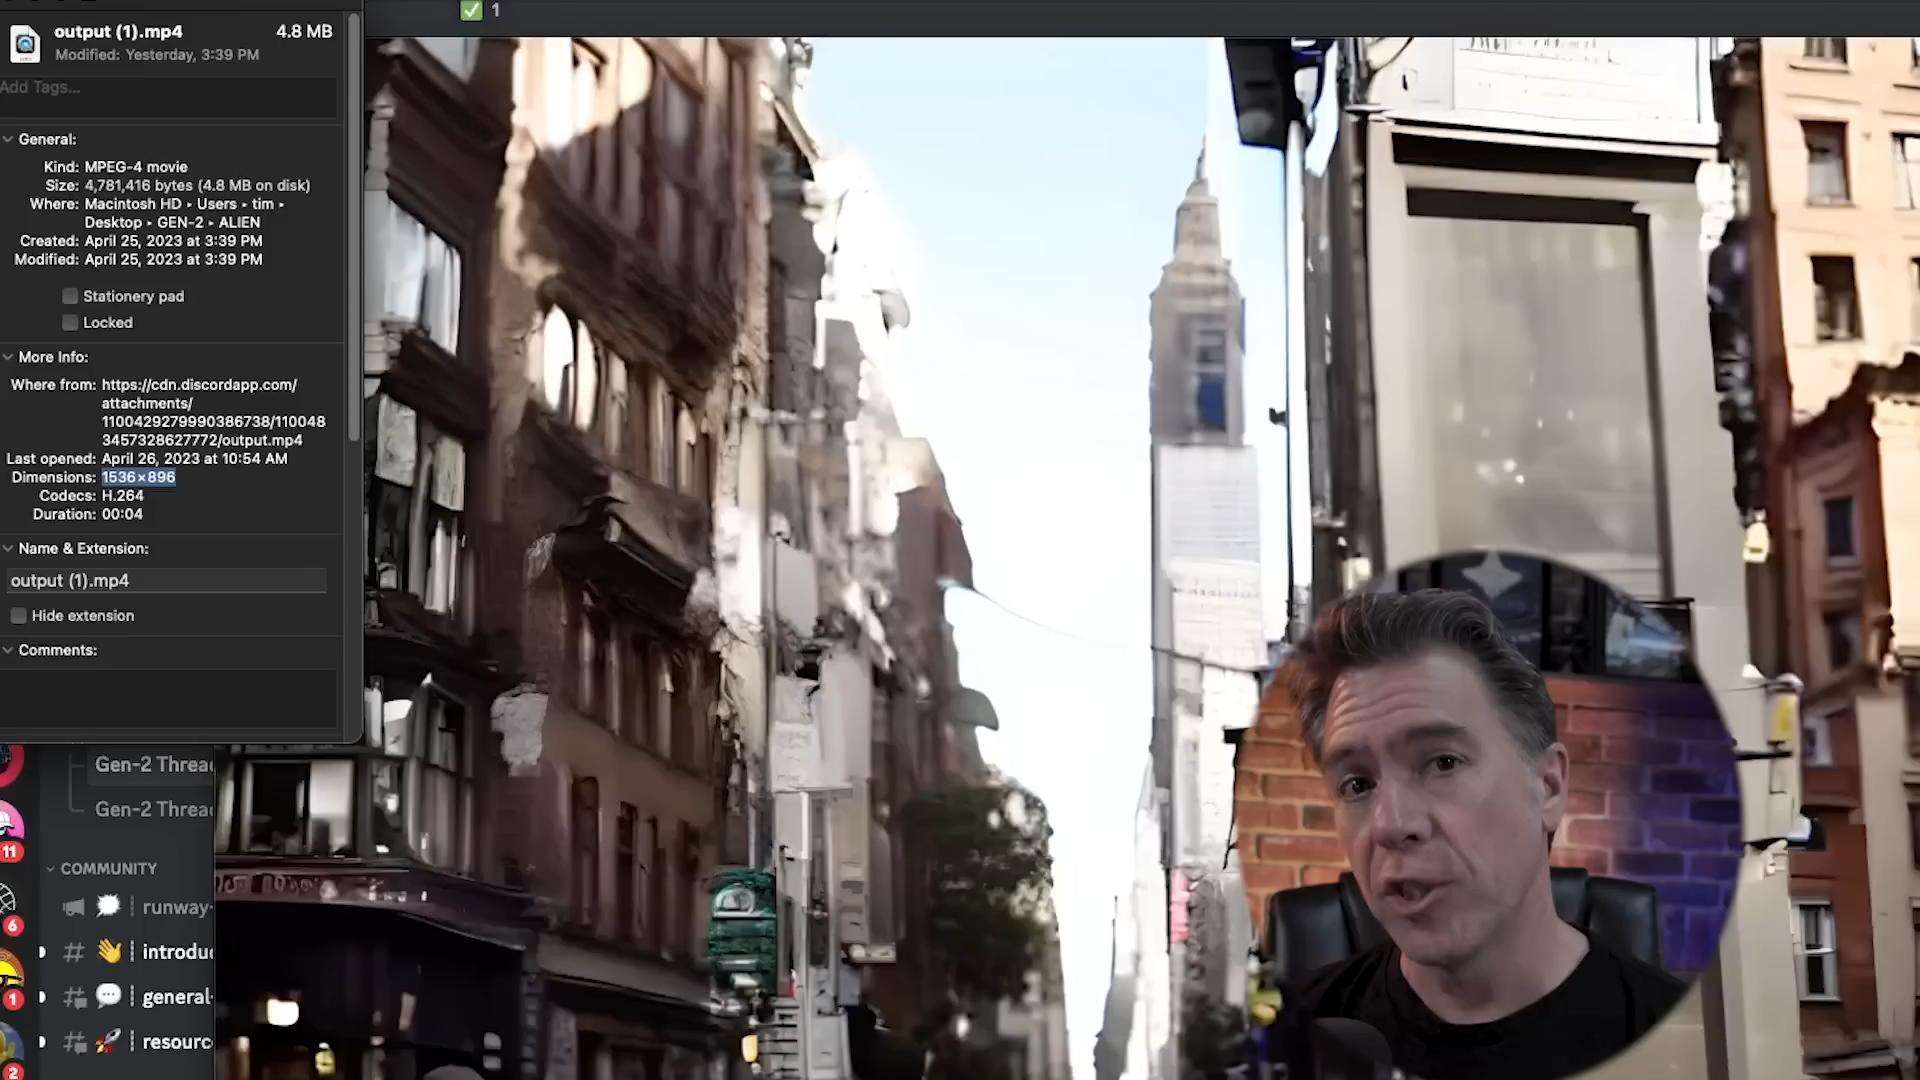 1
output (1).mp4 4.8 MB
Modified: Yesterday, 3:39 PM
Add Tags...
General:
Kind: MPEG-4 movie
Size: 4,781,416 bytes (4.8 MB on disk)
Where: Macintosh HD ▸ Users ▸ tim ▸
Desktop ▸ GEN-2 ▸ ALIEN
Created: April 25, 2023 at 3:39 PM
Modified: April 25, 2023 at 3:39 PM
Stationery pad
Locked
More Info:
Where from: https://cdn.discordapp.com/
attachments/
1100429279990386738/110048
3457328627772/output.mp4
Last opened: April 26, 2023 at 10:54 AM
Dimensions: 1536×896
Codecs: H.264
Duration: 00:04
Name & Extension:
output (1).mp4
Hide extension
Comments:
Gen-2 Threa
Gen-2 Threa
11
COMMUNITY
runway-
6
introdu
1
general-
resourc
2